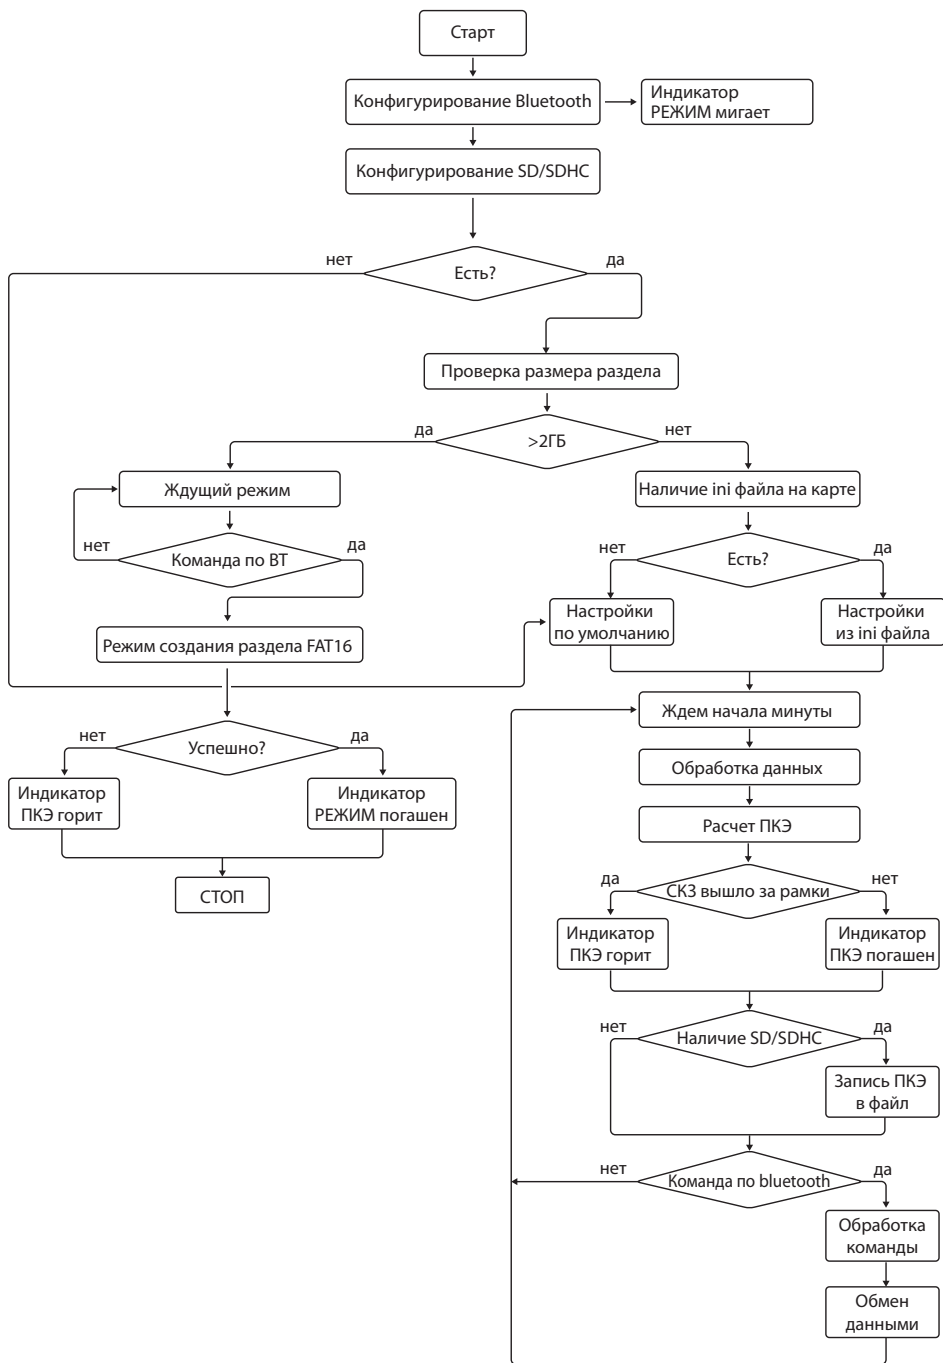 Старт
Конфигурирование Bluetooth
Индикатор
РЕЖИМ мигает
Конфигурирование SD/SDHC
нет
Есть?
да
Проверка размера раздела
да
>2ГБ
нет
Ждущий режим
Наличие ini файла на карте
нет
Команда по BT
да
нет
Есть?
да
Настройки
по умолчанию
Настройки
из ini файла
Режим создания раздела FAT16
Ждем начала минуты
нет
Успешно?
да
Обработка данных
Индикатор
ПКЭ горит
Индикатор
РЕЖИМ погашен
Расчет ПКЭ
СТОП
да
СКЗ вышло за рамки
нет
Индикатор
ПКЭ горит
Индикатор
ПКЭ погашен
нет
Наличие SD/SDHC
да
Запись ПКЭ
в файл
нет
Команда по bluetooth
да
Обработка
команды
Обмен
данными